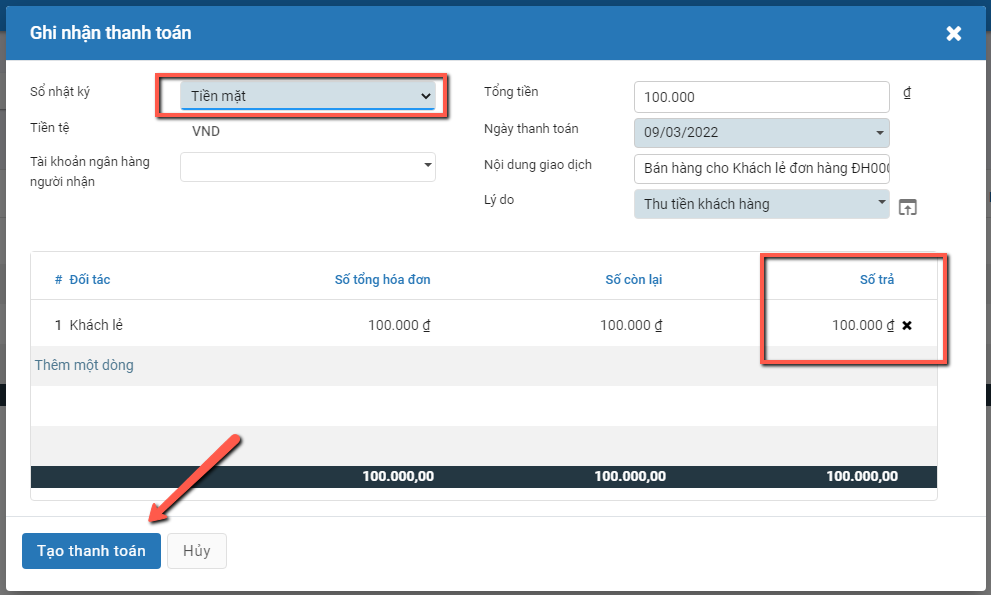 Ghi nhận thanh toán
Sổ nhật ký
Tiền mặt
Tiền tệ
VND
Tài khoản ngân hàng
người nhận
Tổng tiền
100.000
₫
Ngày thanh toán
09/03/2022
Nội dung giao dịch
Bán hàng cho Khách lẻ đơn hàng ĐH000
Lý do
Thu tiền khách hàng
# Đối tác Số tổng hóa đơn Số còn lại Số trả
1 Khách lẻ 100.000 ₫ 100.000 ₫ 100.000 ₫
Thêm một dòng
100.000,00 100.000,00 100.000,00
Tạo thanh toán
Hủy